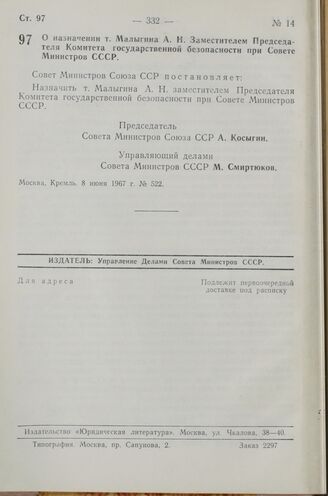 Ст. 97 — 332 — № 14
97 О назначении т. Малыгина А. Н. Заместителем Председа-
теля Комитета государственной безопасности при Совете
Министров СССР.
Совет Министров Союза ССР постановляет:
Назначить т. Малыгина А. Н. заместителем Председателя
Комитета государственной безопасности при Совете Министров
СССР.
Председатель
Совета Министров Союза ССР А. Косыгин.
Управляющий делами
Совета Министров СССР М. Смиртюков.
Москва, Кремль. 8 июня 1967 г. № 522.
ИЗДАТЕЛЬ: Управление Делами Совета Министров СССР.
Для адреса
Подлежит первоочередной
доставке под расписку
Издательство «Юридическая литература». Москва, ул. Чкалова, 38—40.
Типография. Москва, пр. Сапунова, 2. Заказ 2297